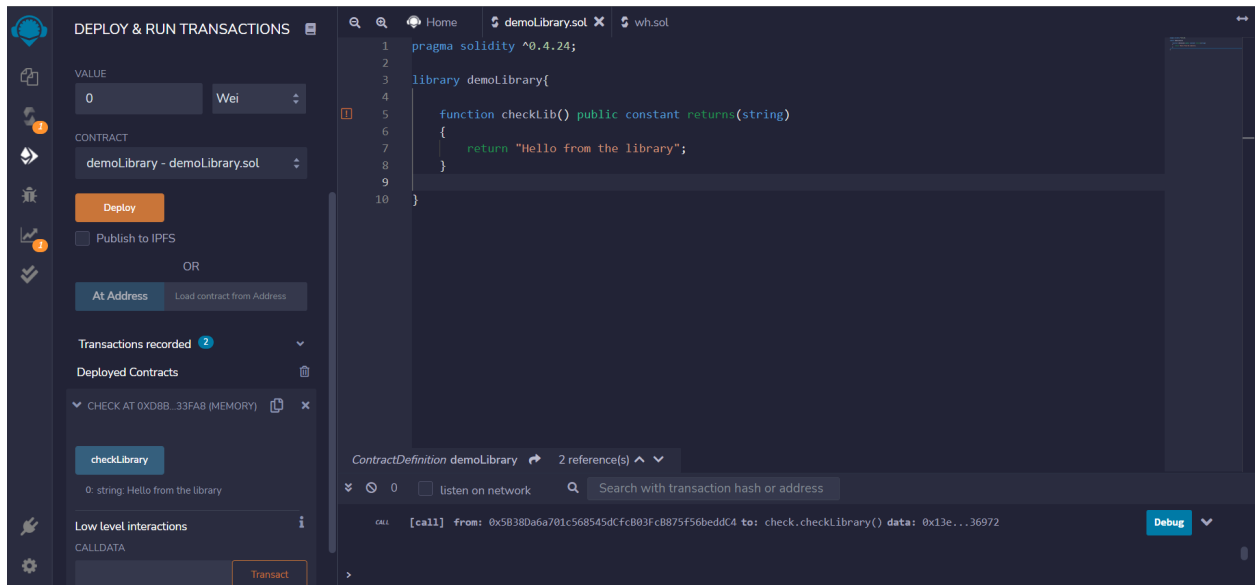 DEPLOY & RUN TRANSACTIONS
VALUE
0
Wei
CONTRACT
demoLibrary - demoLibrary.sol
Deploy
Publish to IPFS
OR
At Address
Load contract from Address
Transactions recorded 2
Deployed Contracts
CHECK AT 0XD8B...33FA8 (MEMORY)
checkLibrary
0: string: Hello from the library
Low level interactions
i
CALLDATA
Transact
1
1
Home
demoLibrary.sol
wh.sol
1 pragma solidity ^0.4.24;
2
3 library demoLibrary{
4
5 function checkLib() public constant returns(string)
6 {
7 return "Hello from the library";
8 }
9
10 }
ContractDefinition demoLibrary 2 reference(s)
0 listen on network Search with transaction hash or address
CALL [call] from: 0x5B38Da6a701c568545dCfcB03FcB875f56beddC4 to: check.checkLibrary() data: 0x13e...36972 Debug
>